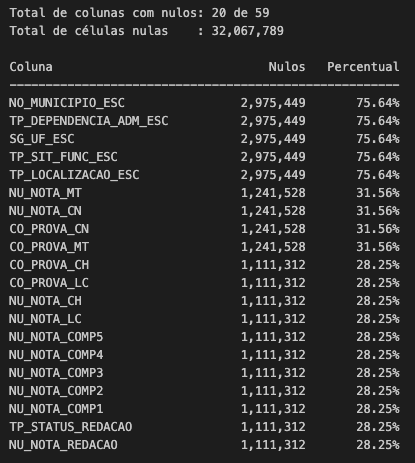 Total de colunas com nulos: 20 de 59
Total de células nulas    : 32,067,789

Coluna                              Nulos   Percentual
------------------------------------------------------
NO_MUNICIPIO_ESC                2,975,449       75.64%
TP_DEPENDENCIA_ADM_ESC          2,975,449       75.64%
SG_UF_ESC                       2,975,449       75.64%
TP_SIT_FUNC_ESC                 2,975,449       75.64%
TP_LOCALIZACAO_ESC              2,975,449       75.64%
NU_NOTA_MT                      1,241,528       31.56%
NU_NOTA_CN                      1,241,528       31.56%
CO_PROVA_CN                     1,241,528       31.56%
CO_PROVA_MT                     1,241,528       31.56%
CO_PROVA_CH                     1,111,312       28.25%
CO_PROVA_LC                     1,111,312       28.25%
NU_NOTA_CH                      1,111,312       28.25%
NU_NOTA_LC                      1,111,312       28.25%
NU_NOTA_COMP5                   1,111,312       28.25%
NU_NOTA_COMP4                   1,111,312       28.25%
NU_NOTA_COMP3                   1,111,312       28.25%
NU_NOTA_COMP2                   1,111,312       28.25%
NU_NOTA_COMP1                   1,111,312       28.25%
TP_STATUS_REDACAO               1,111,312       28.25%
NU_NOTA_REDACAO                 1,111,312       28.25%